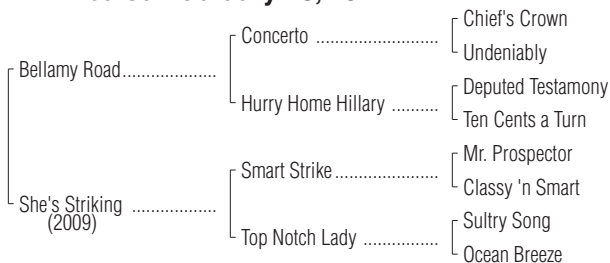 Chief's Crown
Concerto ..........................
Undeniably
Bellamy Road....................
Deputed Testamony
Hurry Home Hillary ..........
Ten Cents a Turn
Mr. Prospector
Smart Strike......................
Classy 'n Smart
She's Striking ..................
(2009)
Sultry Song
Top Notch Lady ................
Ocean Breeze